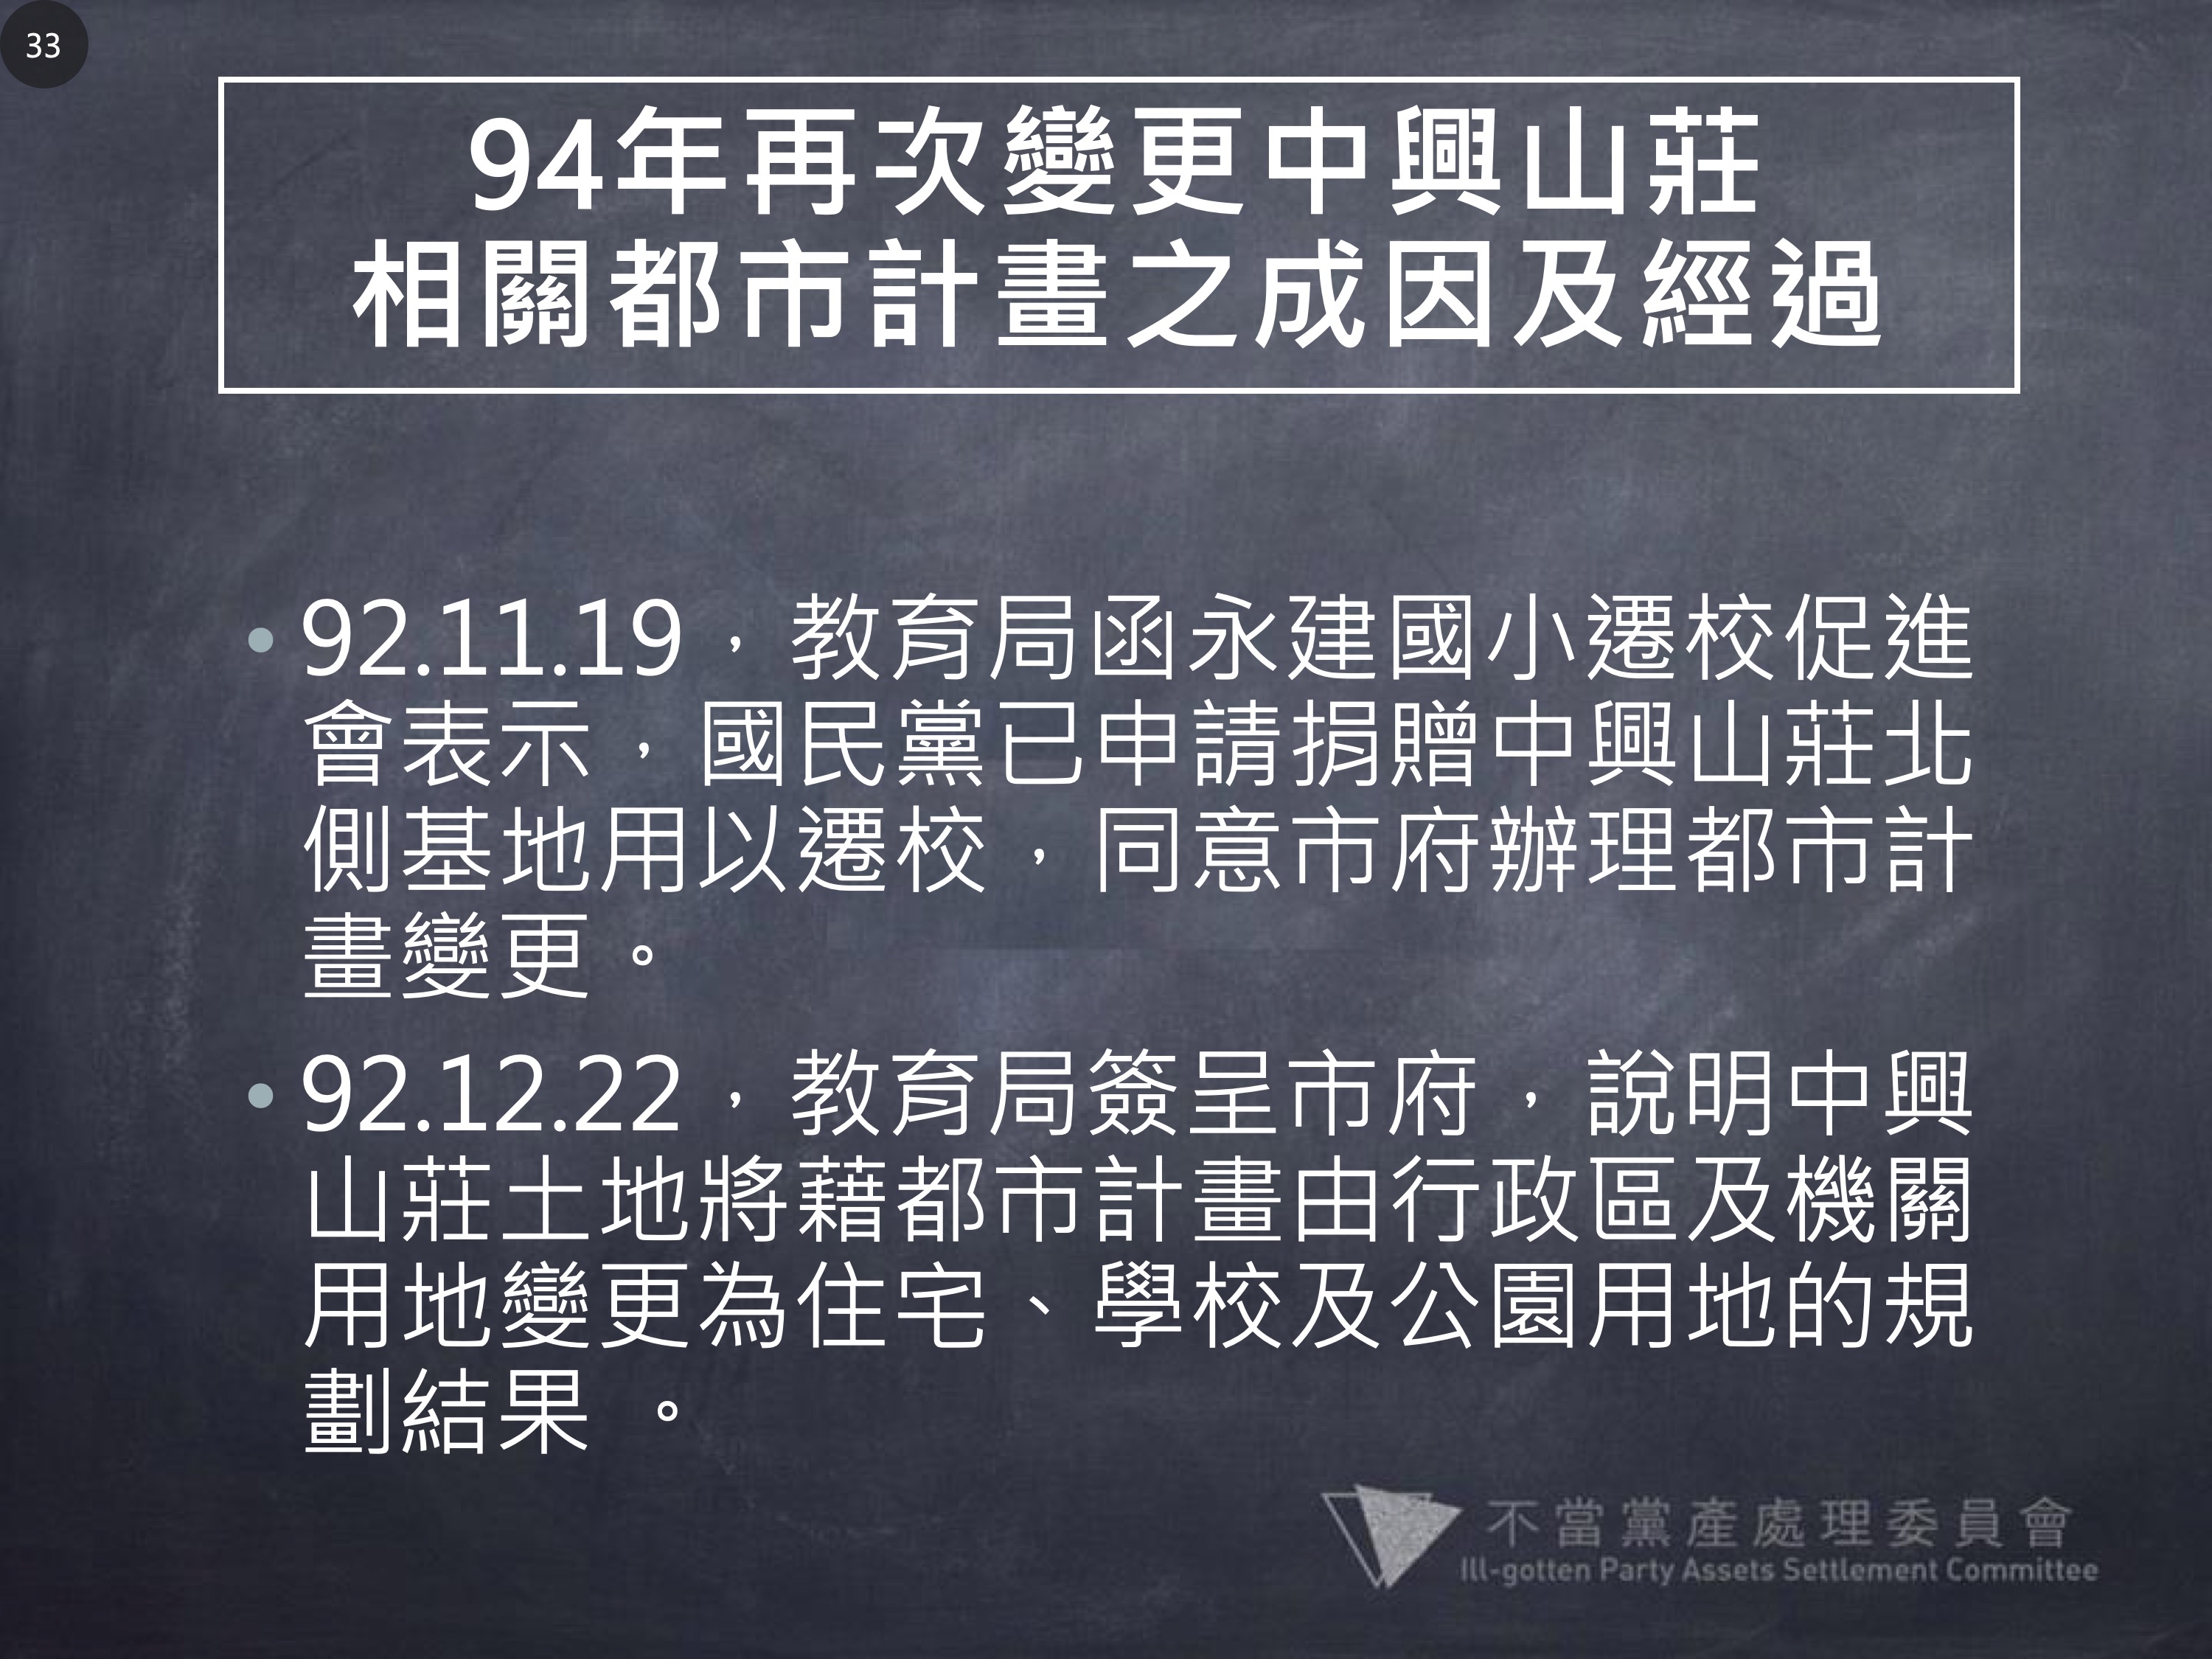 33
94年再次變更中興山莊
相關都市計畫之成因及經過
92.11.19，教育局函永建國小遷校促進
會表示，國民黨已申請捐贈中興山莊北
側基地用以遷校，同意市府辦理都市計
畫變更。
92.12.22，教育局簽呈市府，說明中興
山莊土地將藉都市計畫由行政區及機關
用地變更為住宅、學校及公園用地的規
劃結果 。
不當黨產處理委員會
Ill-gotten Party Assets Settlement Committee